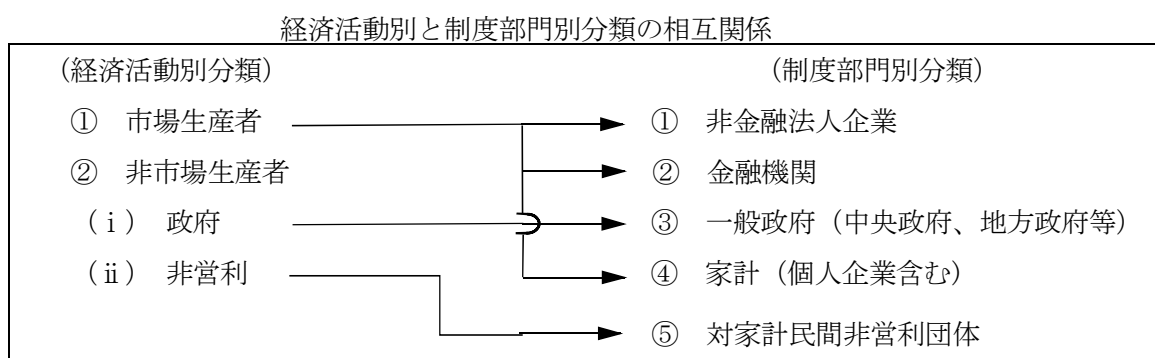 経済活動別と制度部門別分類の相互関係
(経済活動別分類) (制度部門別分類)
① 市場生産者 ① 非金融法人企業
② 非市場生産者 ② 金融機関
(ⅰ) 政府 ③ 一般政府（中央政府、地方政府等）
(ⅱ) 非営利 ④ 家計（個人企業含む）
⑤ 対家計民間非営利団体